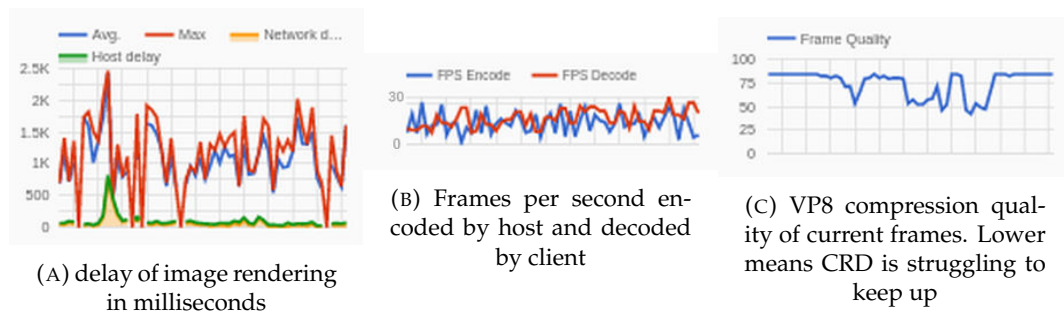 Avg. Max Network d...
Host delay
2.5K
2K
1.5K
1K
500
0
(A) delay of image rendering
in milliseconds
FPS Encode FPS Decode
30
0
(B) Frames per second en-
coded by host and decoded
by client
Frame Quality
100
75
50
25
0
(C) VP8 compression qual-
ity of current frames. Lower
means CRD is struggling to
keep up